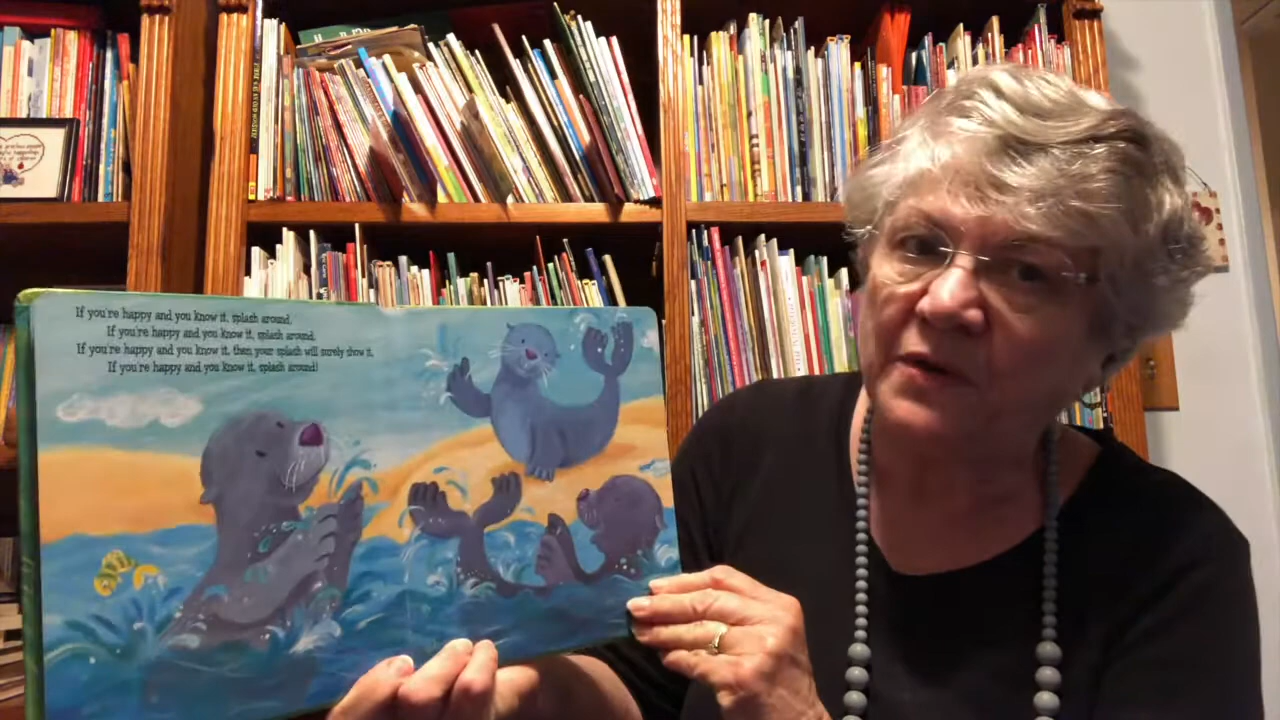 If you're happy and you know it, splash around.
If you're happy and you know it, splash around.
If you're happy and you know it, then your splash will surely show it.
If you're happy and you know it, splash around!